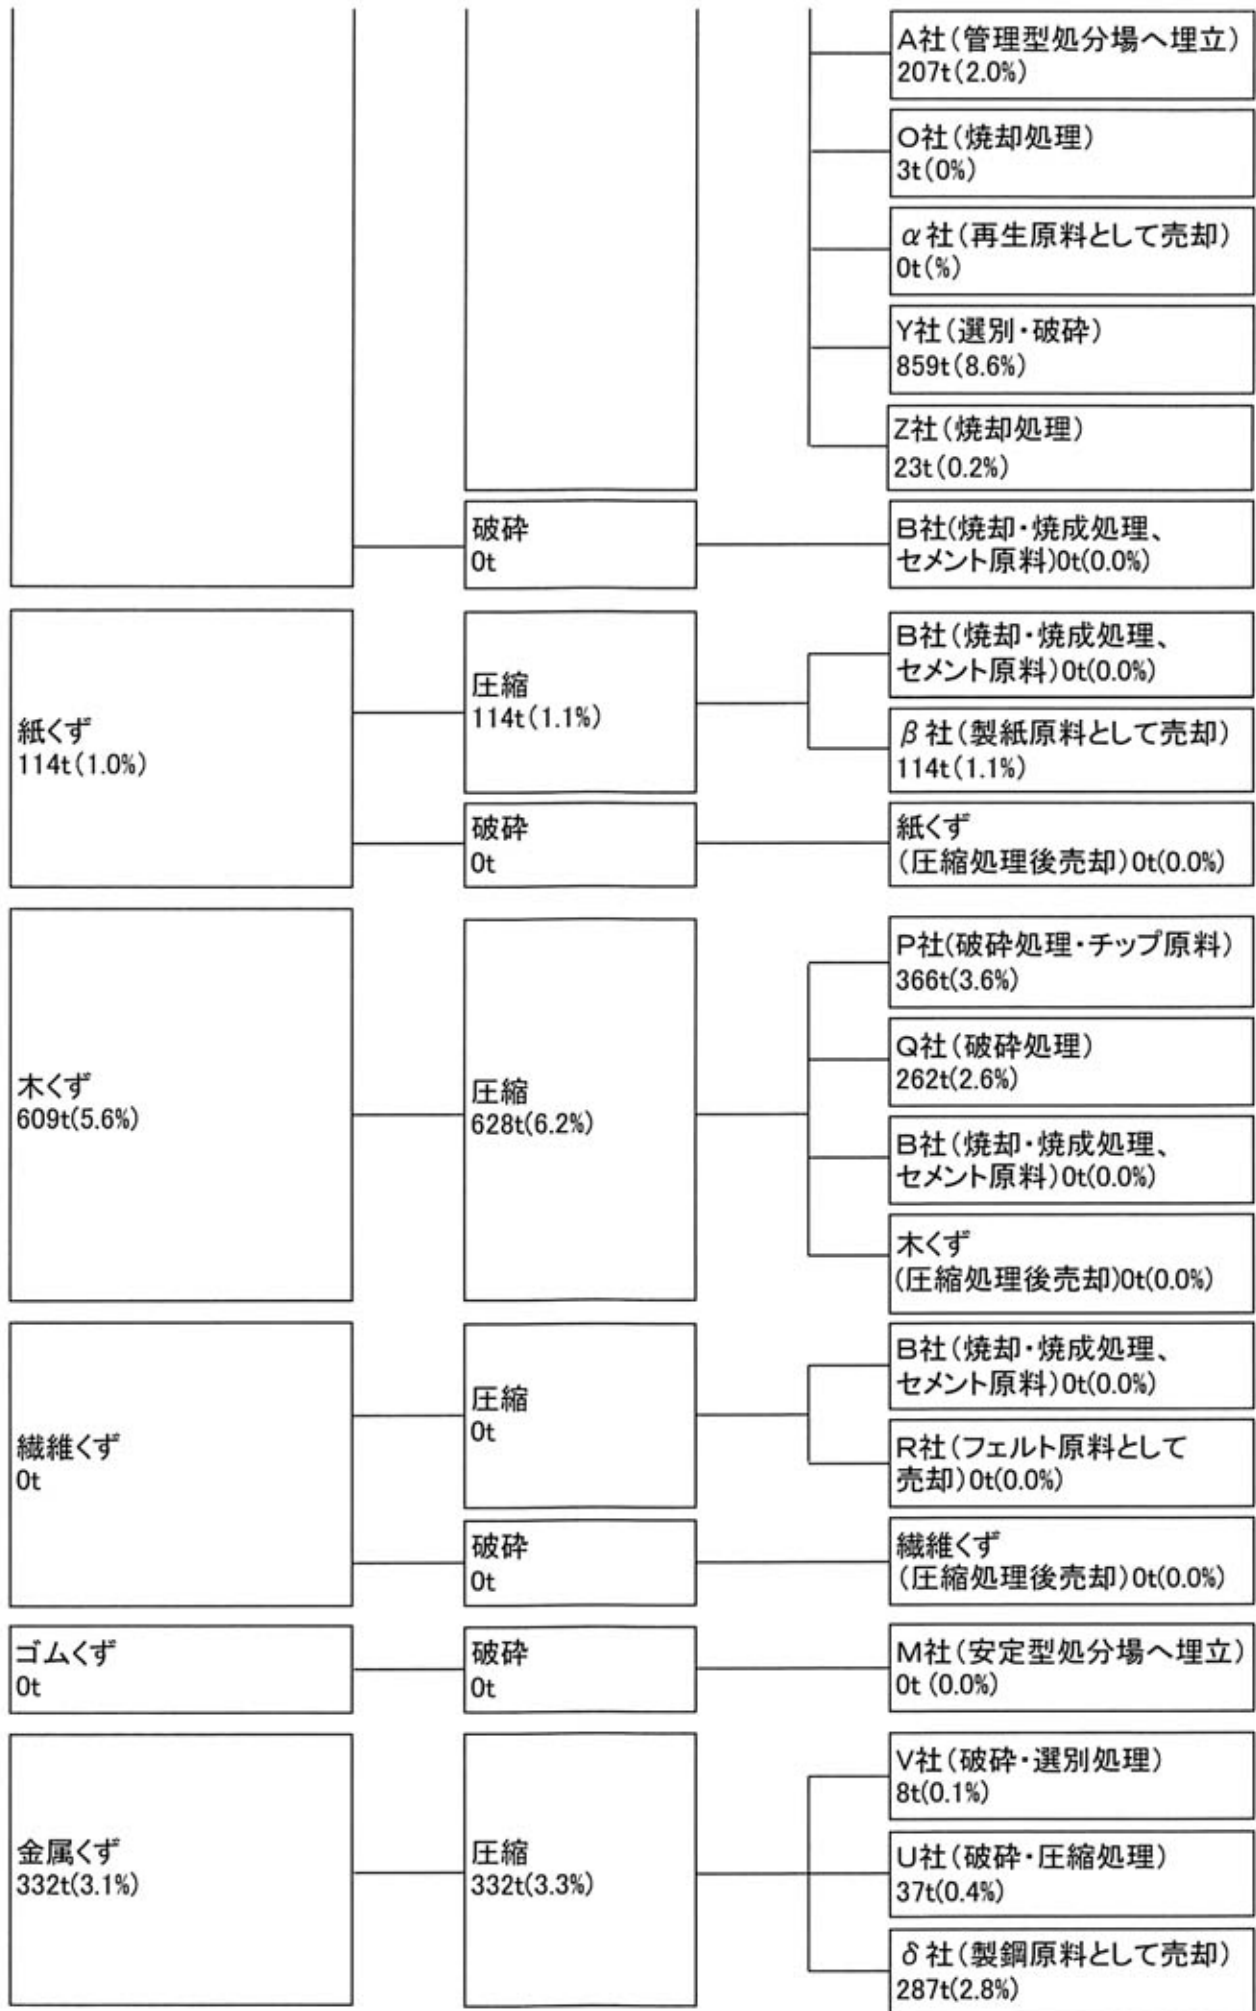 A社(管理型処分場へ埋立)
207t(2.0%)
O社(焼却処理)
3t(0%)
α社(再生原料として売却)
0t(%)
Y社(選別・破砕)
859t(8.6%)
Z社(焼却処理)
23t(0.2%)
破砕
0t
B社(焼却・焼成処理、
セメント原料)0t(0.0%)
紙くず
114t(1.0%)
圧縮
114t(1.1%)
B社(焼却・焼成処理、
セメント原料)0t(0.0%)
β社(製紙原料として売却)
114t(1.1%)
破砕
0t
紙くず
(圧縮処理後売却)0t(0.0%)
木くず
609t(5.6%)
圧縮
628t(6.2%)
P社(破砕処理・チップ原料)
366t(3.6%)
Q社(破砕処理)
262t(2.6%)
B社(焼却・焼成処理、
セメント原料)0t(0.0%)
木くず
(圧縮処理後売却)0t(0.0%)
繊維くず
0t
圧縮
0t
B社(焼却・焼成処理、
セメント原料)0t(0.0%)
R社(フェルト原料として
売却)0t(0.0%)
破砕
0t
繊維くず
(圧縮処理後売却)0t(0.0%)
ゴムくず
0t
破砕
0t
M社(安定型処分場へ埋立)
0t (0.0%)
金属くず
332t(3.1%)
圧縮
332t(3.3%)
V社(破砕・選別処理)
8t(0.1%)
U社(破砕・圧縮処理)
37t(0.4%)
δ社(製鋼原料として売却)
287t(2.8%)